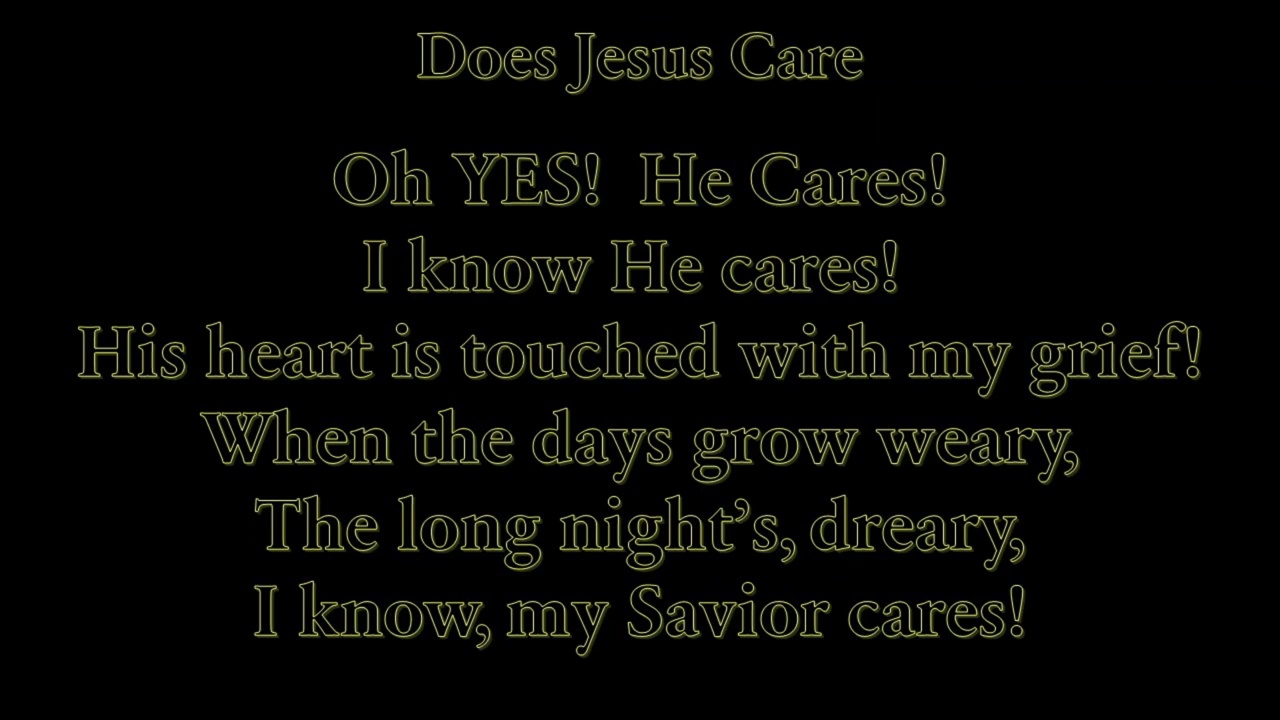 Does Jesus Care
Oh YES!  He Cares!
I know He cares!
His heart is touched with my grief!
When the days grow weary,
The long night’s, dreary,
I know, my Savior cares!